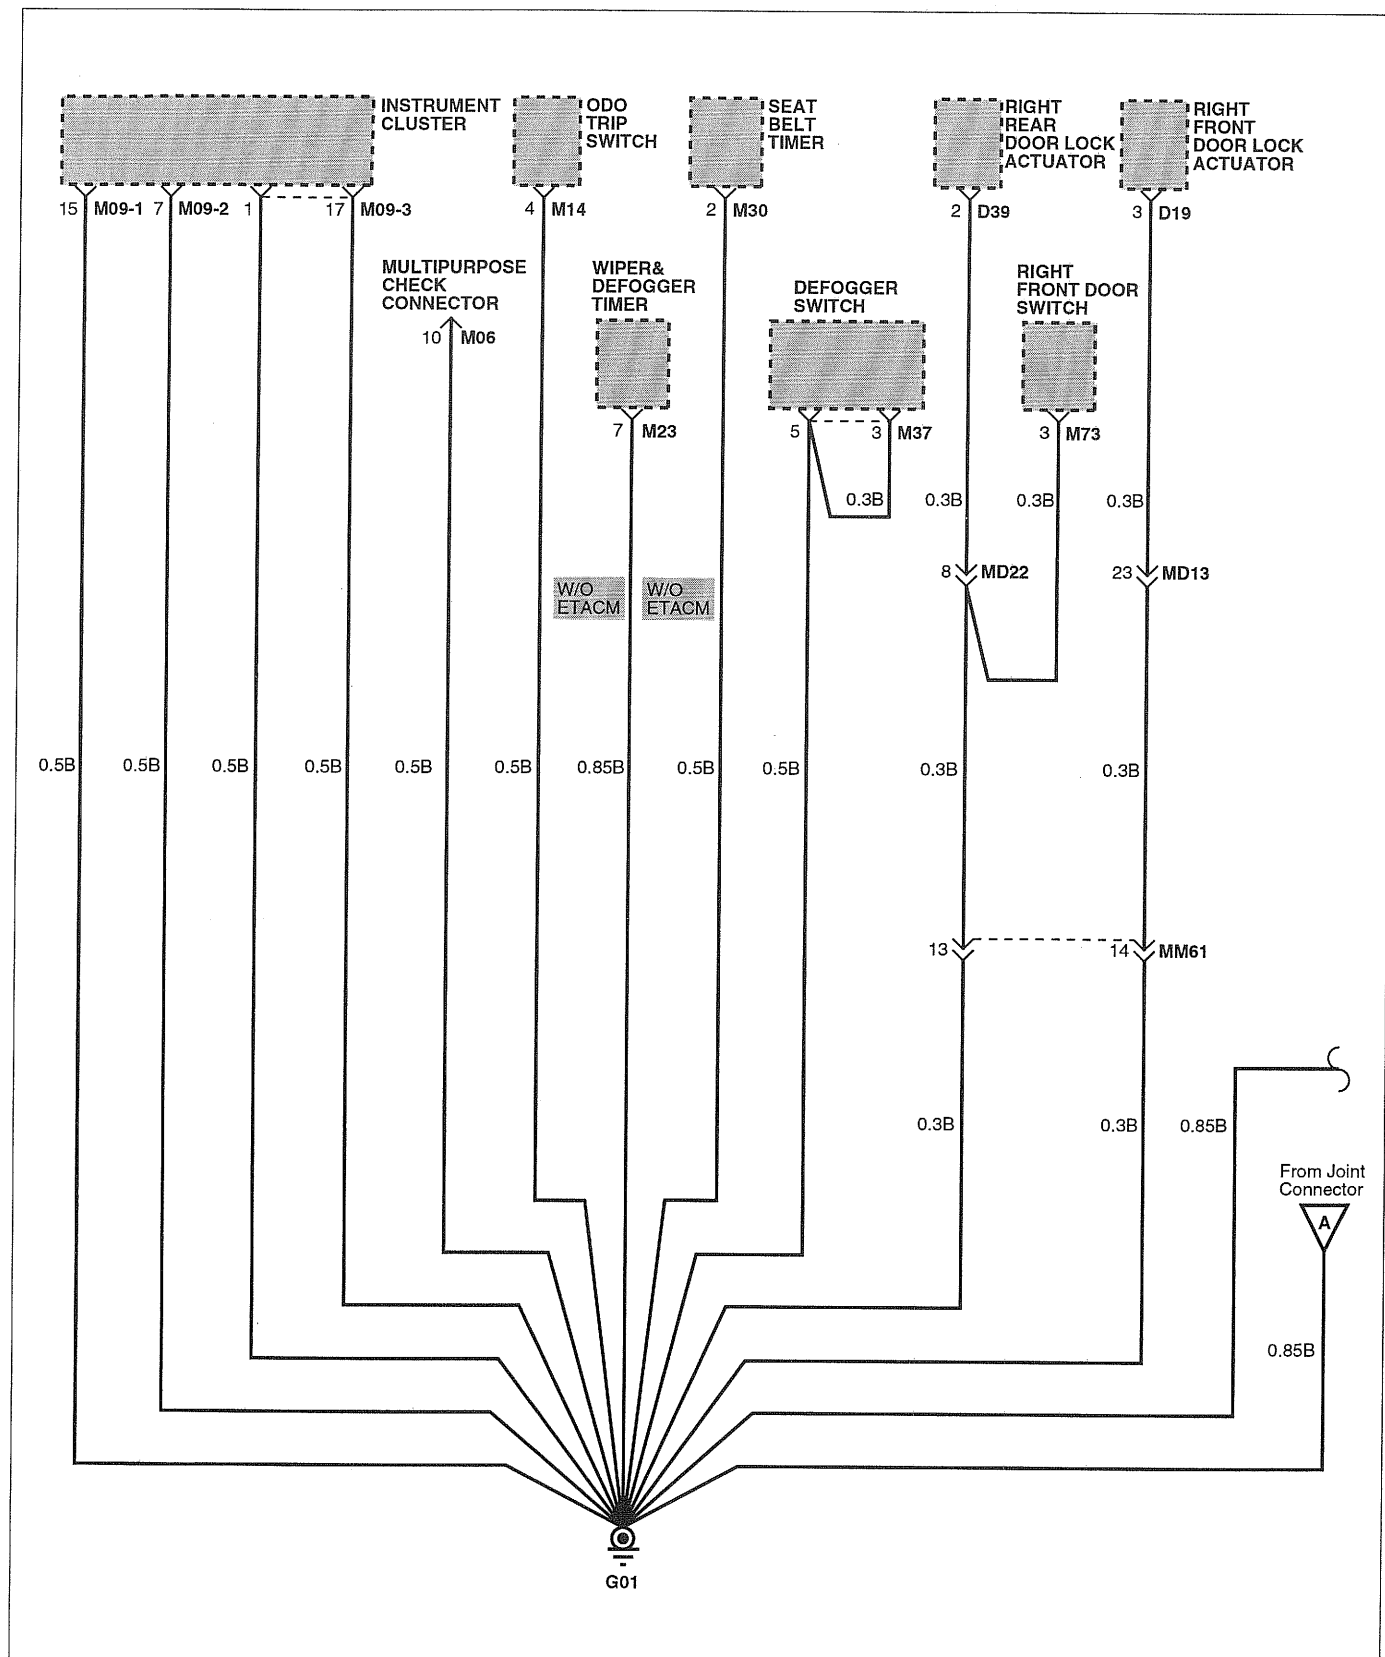 INSTRUMENT
CLUSTER
ODO
TRIP
SWITCH
SEAT
BELT
TIMER
RIGHT
REAR
DOOR LOCK
ACTUATOR
RIGHT
FRONT
DOOR LOCK
ACTUATOR
15 M09-1 7 M09-2 1 17 M09-3 4 M14 2 M30 2 D39 3 D19
MULTIPURPOSE
CHECK
CONNECTOR
10 M06
WIPER&
DEFOGGER
TIMER
7 M23
DEFOGGER
SWITCH
5 3 M37
RIGHT
FRONT DOOR
SWITCH
3 M73
0.3B 0.3B 0.3B 0.3B
8 MD22 23 MD13
W/O
ETACM
W/O
ETACM
0.5B 0.5B 0.5B 0.5B 0.5B 0.5B 0.85B 0.5B 0.5B 0.3B 0.3B
13 14 MM61
0.3B 0.3B 0.85B
From Joint
Connector
A
0.85B
G01